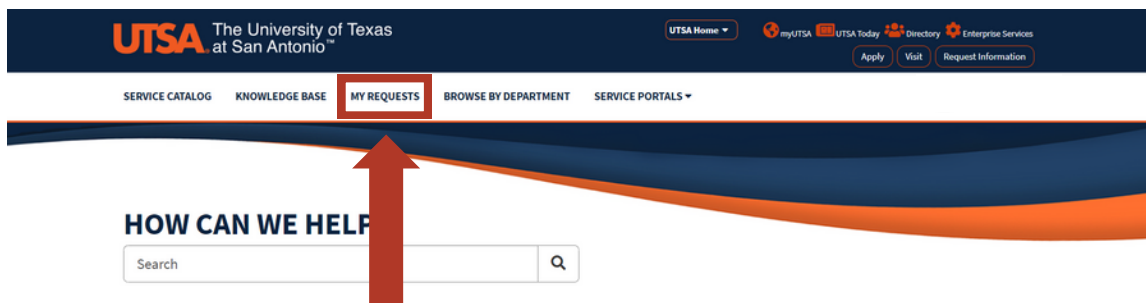 UTSA The University of Texas at San Antonio™
UTSA Home
myUTSA UTSA Today Directory Enterprise Services
Apply Visit Request Information
SERVICE CATALOG KNOWLEDGE BASE MY REQUESTS BROWSE BY DEPARTMENT SERVICE PORTALS
HOW CAN WE HELP
Search